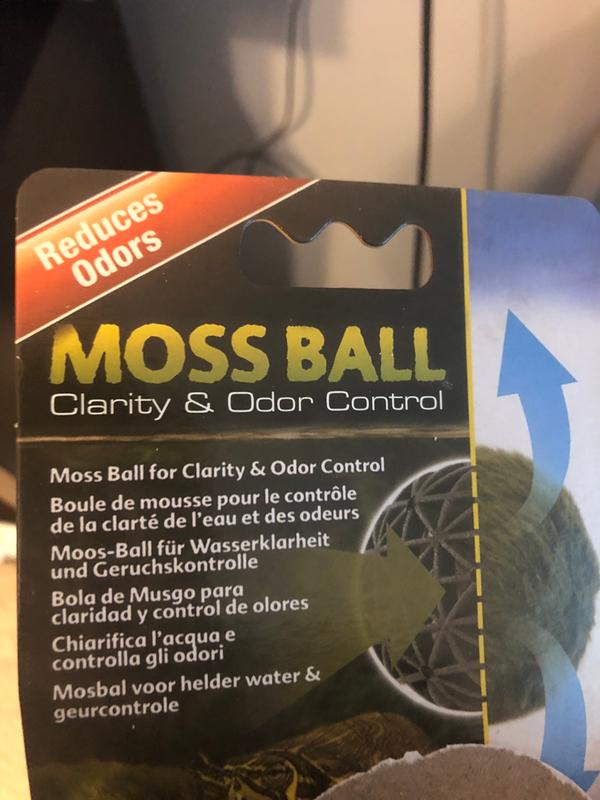 Reduces
Odors
MOSS BALL
Clarity & Odor Control
Moss Ball for Clarity & Odor Control
Boule de mousse pour le contrôle
de la clarté de l'eau et des odeurs
Moos-Ball für Wasserklarheit
und Geruchskontrolle
Bola de Musgo para
claridad y control de olores
Chiarifica l'acqua e
controlla gli odori
Mosbal voor helder water &
geurcontrole